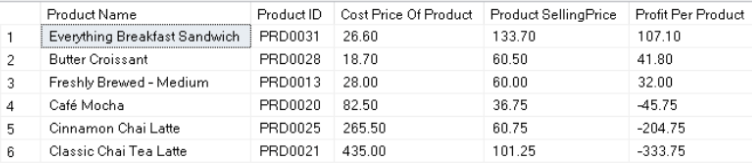 Product Name Product ID Cost Price Of Product Product SellingPrice Profit Per Product
1 Everything Breakfast Sandwich PRD0031 26.60 133.70 107.10
2 Butter Croissant PRD0028 18.70 60.50 41.80
3 Freshly Brewed - Medium PRD0013 28.00 60.00 32.00
4 Café Mocha PRD0020 82.50 36.75 -45.75
5 Cinnamon Chai Latte PRD0025 265.50 60.75 -204.75
6 Classic Chai Tea Latte PRD0021 435.00 101.25 -333.75